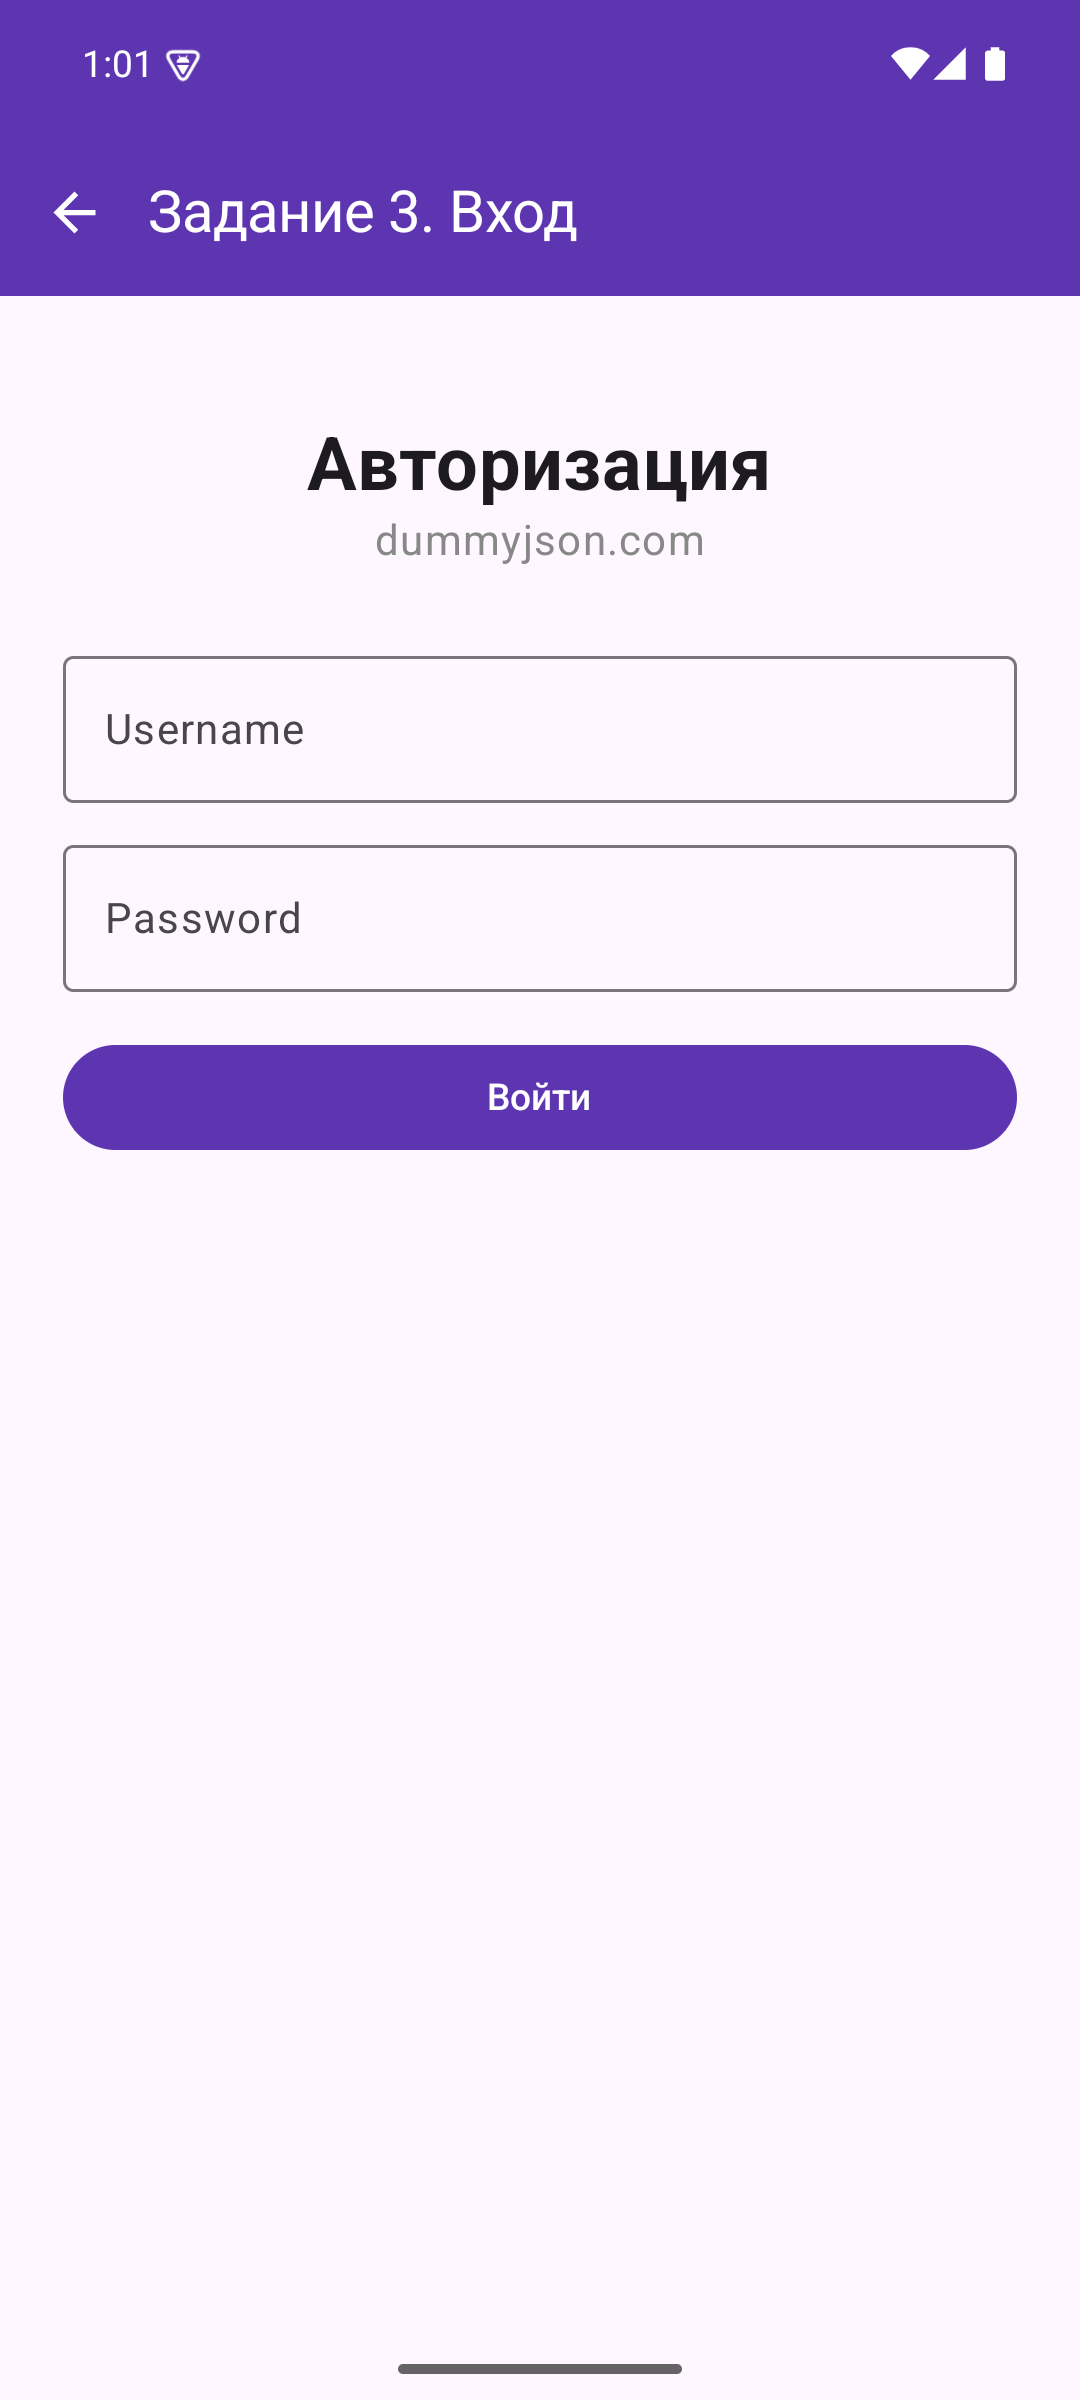 1:01
Задание 3. Вход
Авторизация
dummyjson.com
Username
Password
Войти